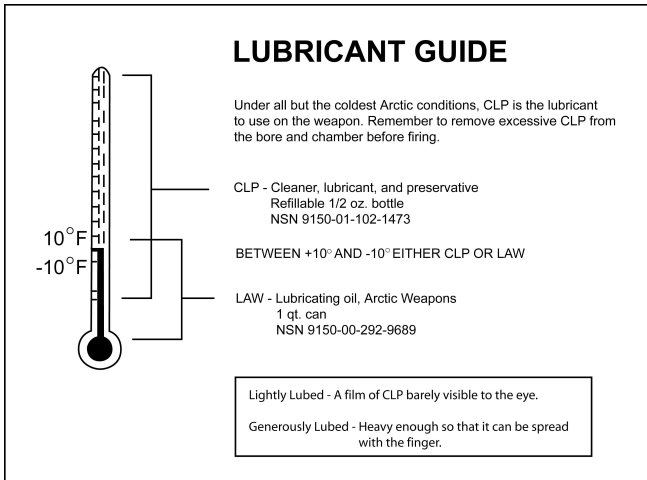 LUBRICANT GUIDE
Under all but the coldest Arctic conditions, CLP is the lubricant
to use on the weapon. Remember to remove excessive CLP from
the bore and chamber before firing.
CLP - Cleaner, lubricant, and preservative
Refillable 1/2 oz. bottle
NSN 9150-01-102-1473
10°F
-10°F
BETWEEN +10° AND -10° EITHER CLP OR LAW
LAW - Lubricating oil, Arctic Weapons
1 qt. can
NSN 9150-00-292-9689
Lightly Lubed - A film of CLP barely visible to the eye.
Generously Lubed - Heavy enough so that it can be spread
with the finger.